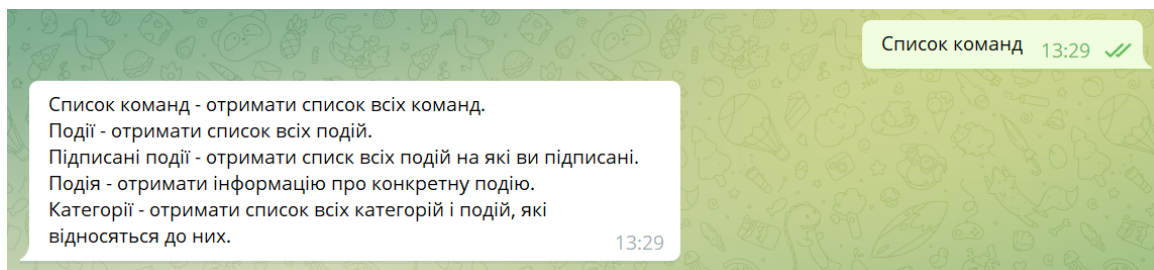 Список команд 13:29
Список команд - отримати список всіх команд.
Події - отримати список всіх подій.
Підписані події - отримати списк всіх подій на які ви підписані.
Подія - отримати інформацію про конкретну подію.
Категорії - отримати список всіх категорій і подій, які
відносяться до них.
13:29